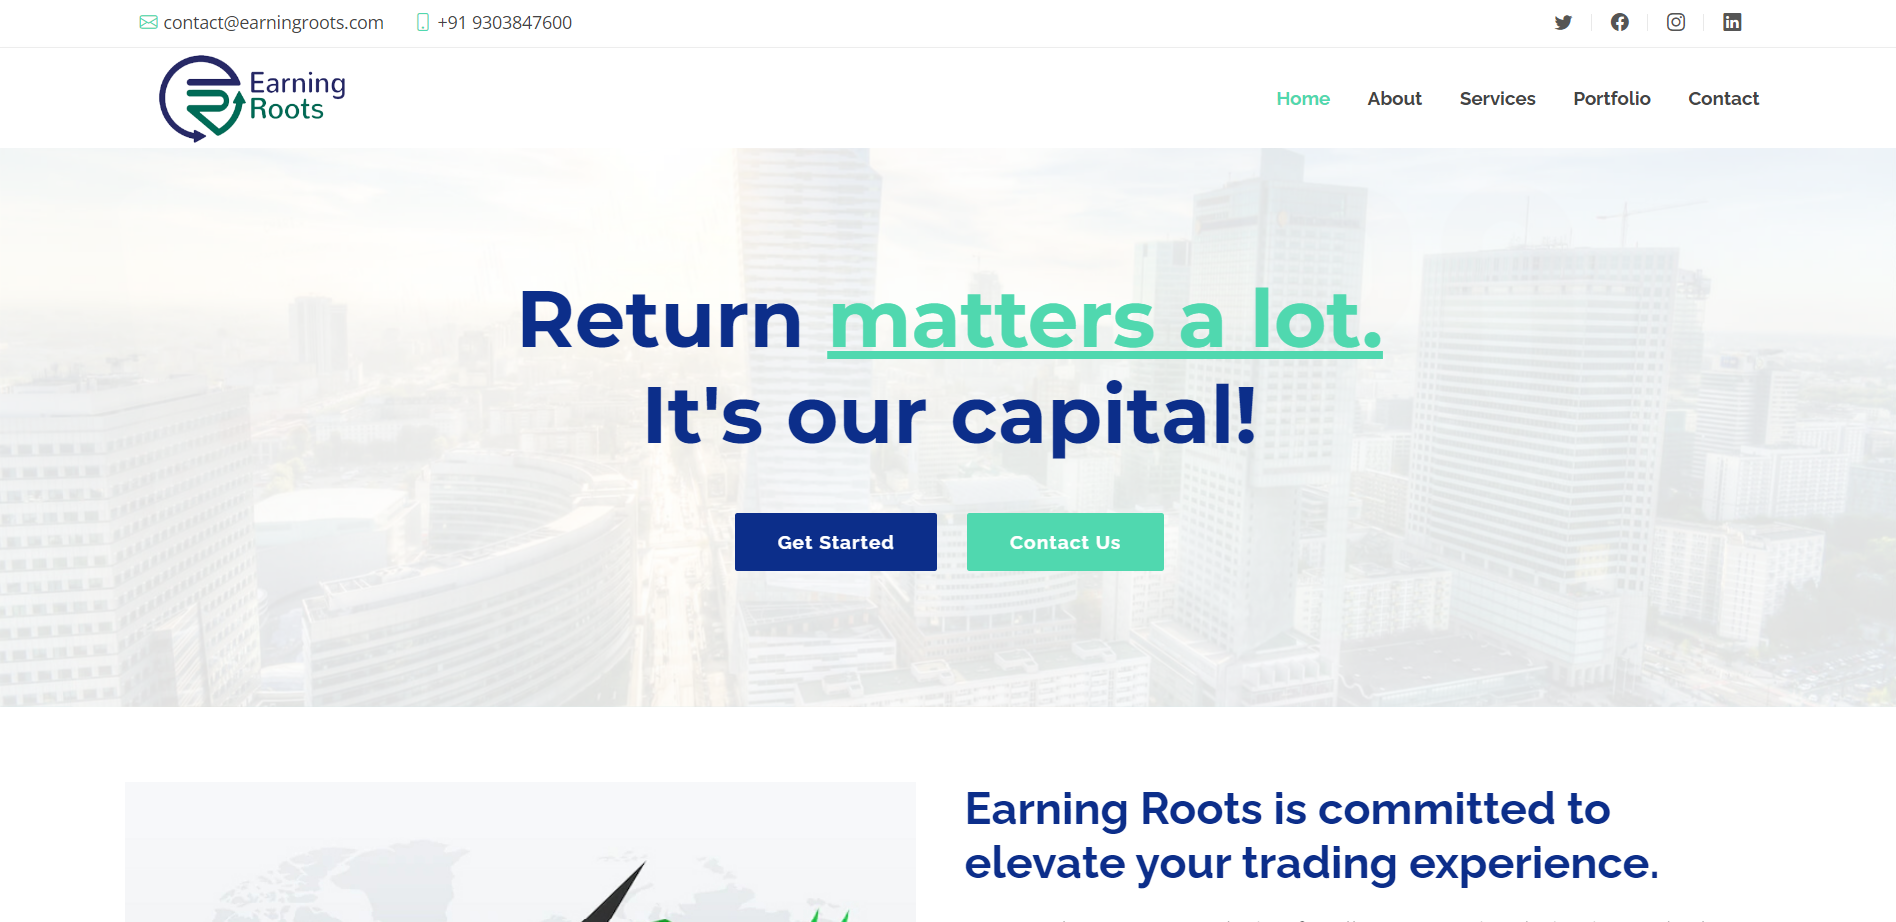 contact@earningroots.com
+91 9303847600
Earning
Roots
Home
About
Services
Portfolio
Contact
Return matters a lot.
It's our capital!
Get Started
Contact Us
Earning Roots is committed to
elevate your trading experience.